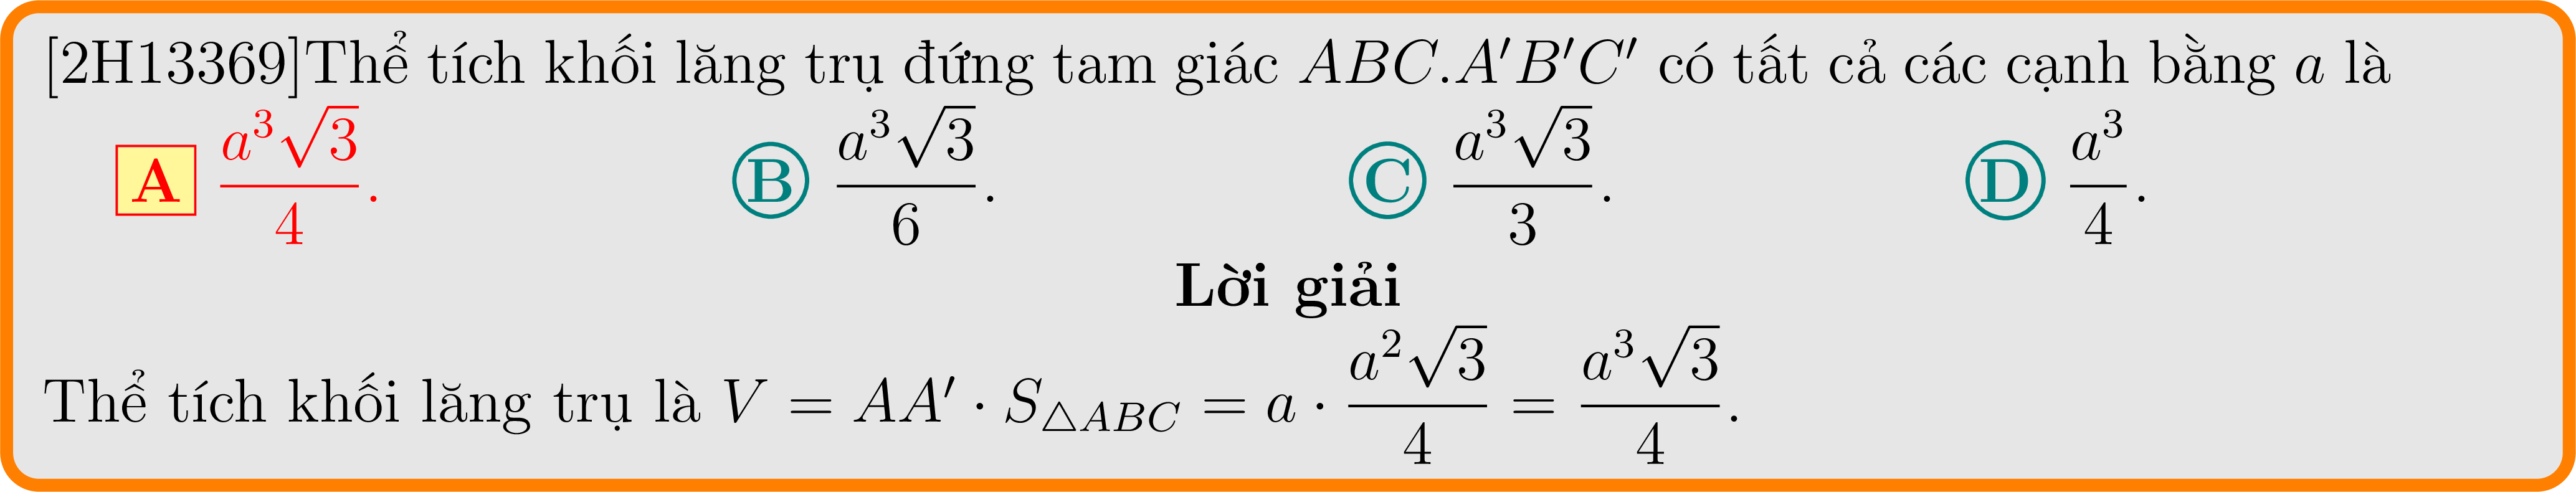 [2H13369]Thể tích khối lăng trụ đứng tam giác $ABC.A'B'C'$ có tất cả các cạnh bằng $a$ là
A $\frac{a^3\sqrt{3}}{4}$. B $\frac{a^3\sqrt{3}}{6}$. C $\frac{a^3\sqrt{3}}{3}$. D $\frac{a^3}{4}$.
Lời giải
Thể tích khối lăng trụ là $V = AA' \cdot S_{\triangle ABC} = a \cdot \frac{a^2\sqrt{3}}{4} = \frac{a^3\sqrt{3}}{4}$.